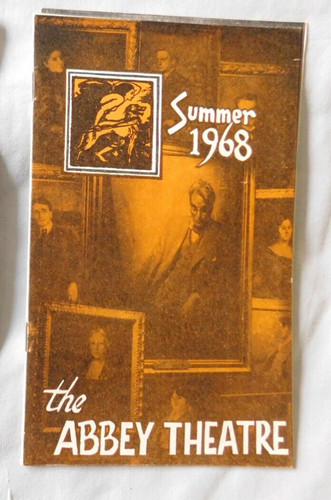 Summer
1968
the
ABBEY THEATRE